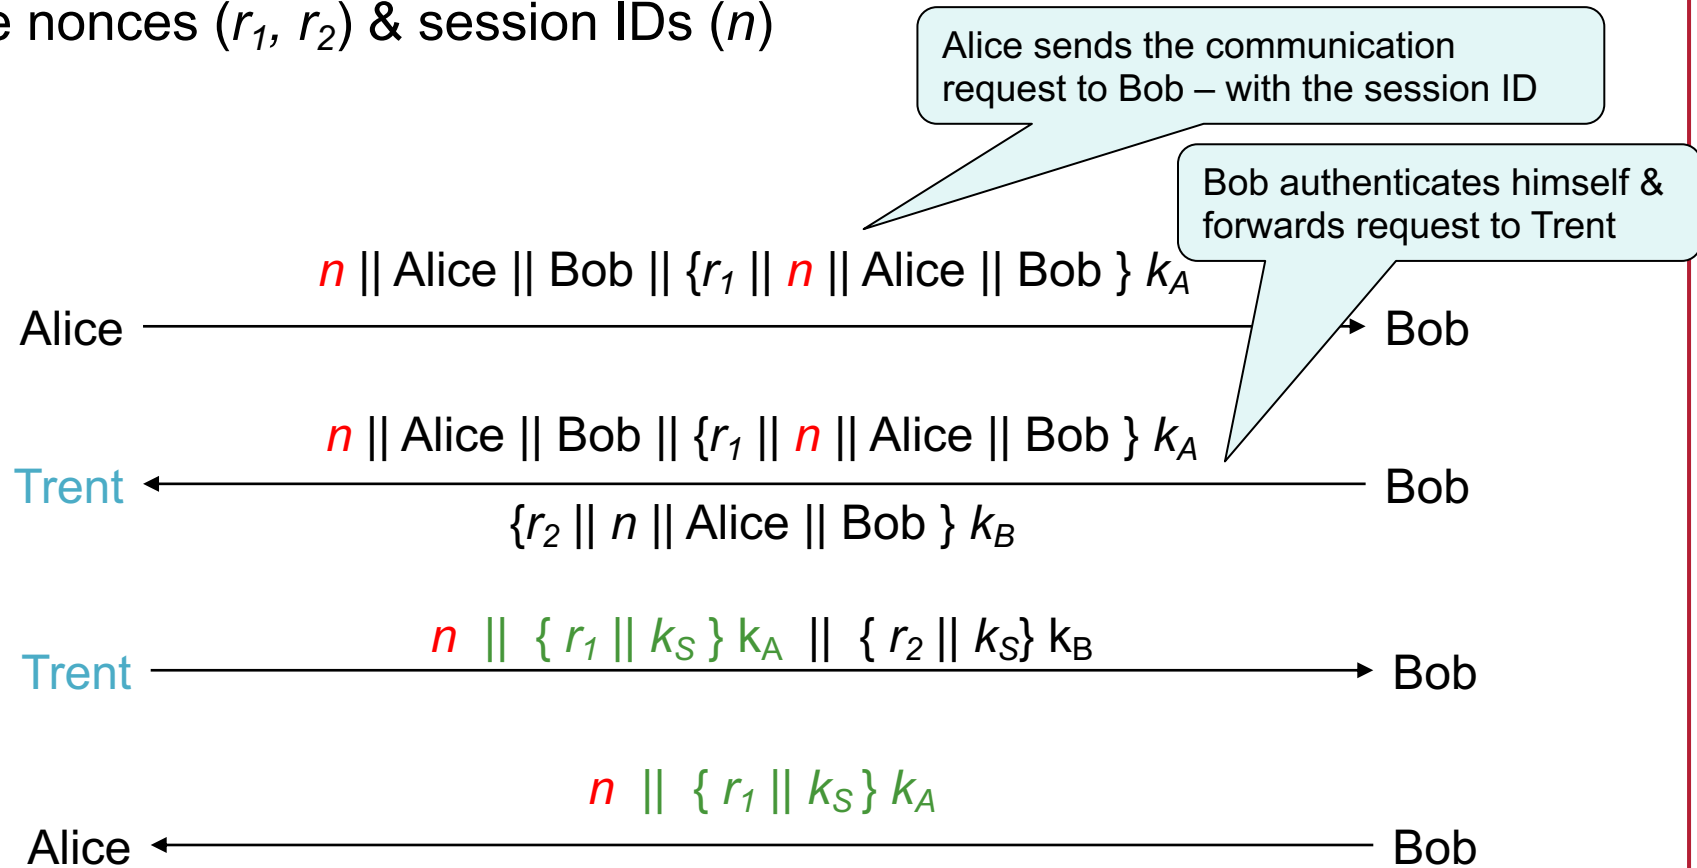 e nonces (r1, r2) & session IDs (n)
Alice sends the communication
request to Bob – with the session ID
Bob authenticates himself &
forwards request to Trent
n || Alice || Bob || {r1 || n || Alice || Bob } kA
Alice
Bob
n || Alice || Bob || {r1 || n || Alice || Bob } kA
Trent
Bob
{r2 || n || Alice || Bob } kB
n || { r1 || kS } kA || { r2 || kS} kB
Trent
Bob
n || { r1 || kS } kA
Alice
Bob